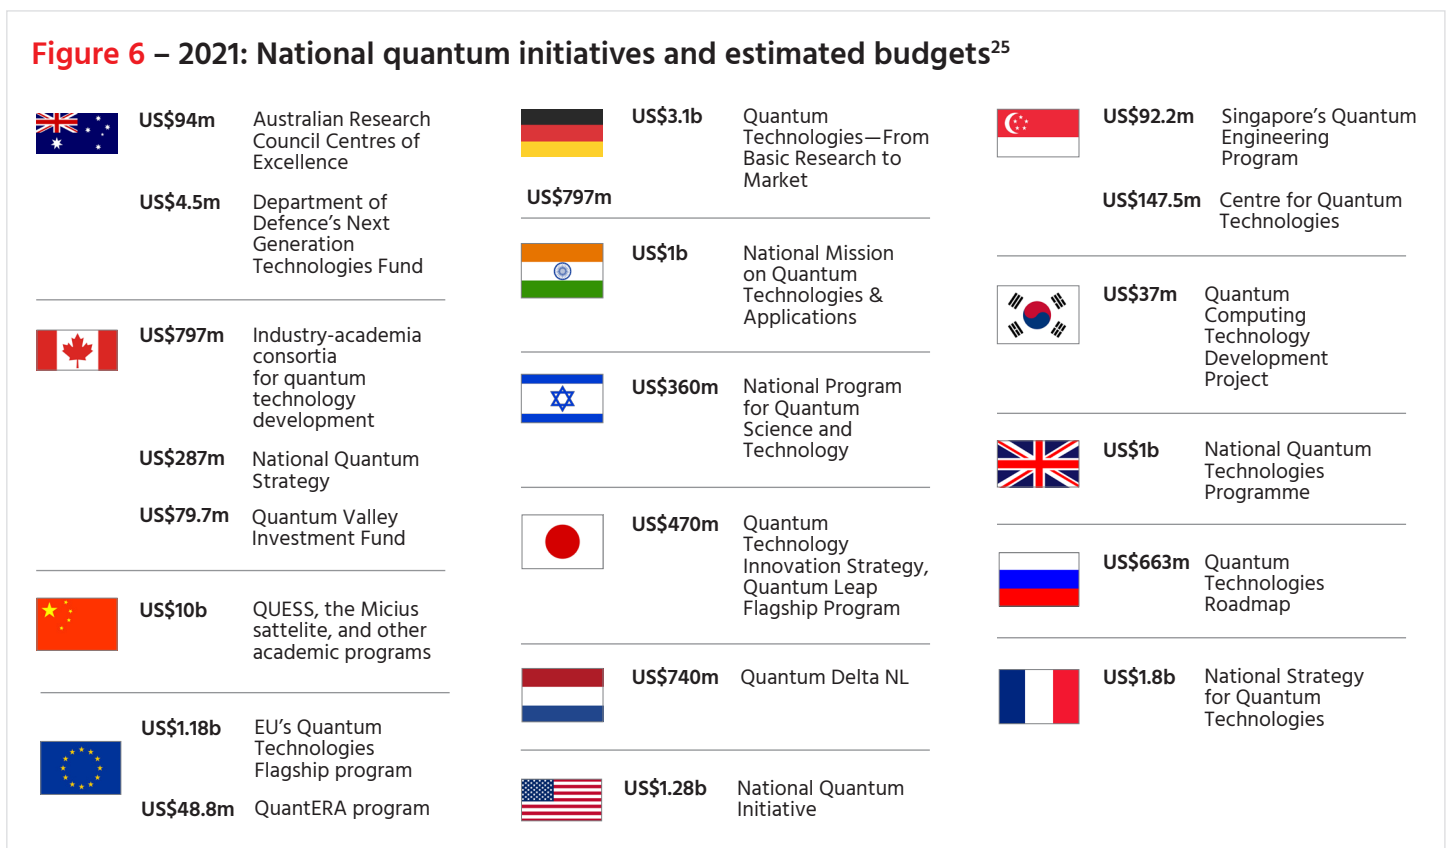 Figure 6 – 2021: National quantum initiatives and estimated budgets25
US$94m
Australian Research
Council Centres of
Excellence
US$4.5m
Department of
Defence’s Next
Generation
Technologies Fund
US$797m
Industry-academia
consortia
for quantum
technology
development
US$287m
National Quantum
Strategy
US$79.7m
Quantum Valley
Investment Fund
US$10b
QUESS, the Micius
sattelite, and other
academic programs
US$1.18b
EU’s Quantum
Technologies
Flagship program
US$48.8m
QuantERA program
US$3.1b
Quantum
Technologies—From
Basic Research to
Market
US$797m
US$1b
National Mission
on Quantum
Technologies &
Applications
US$360m
National Program
for Quantum
Science and
Technology
US$470m
Quantum
Technology
Innovation Strategy,
Quantum Leap
Flagship Program
US$740m
Quantum Delta NL
US$1.28b
National Quantum
Initiative
US$92.2m
Singapore’s Quantum
Engineering
Program
US$147.5m
Centre for Quantum
Technologies
US$37m
Quantum
Computing
Technology
Development
Project
US$1b
National Quantum
Technologies
Programme
US$663m
Quantum
Technologies
Roadmap
US$1.8b
National Strategy
for Quantum
Technologies